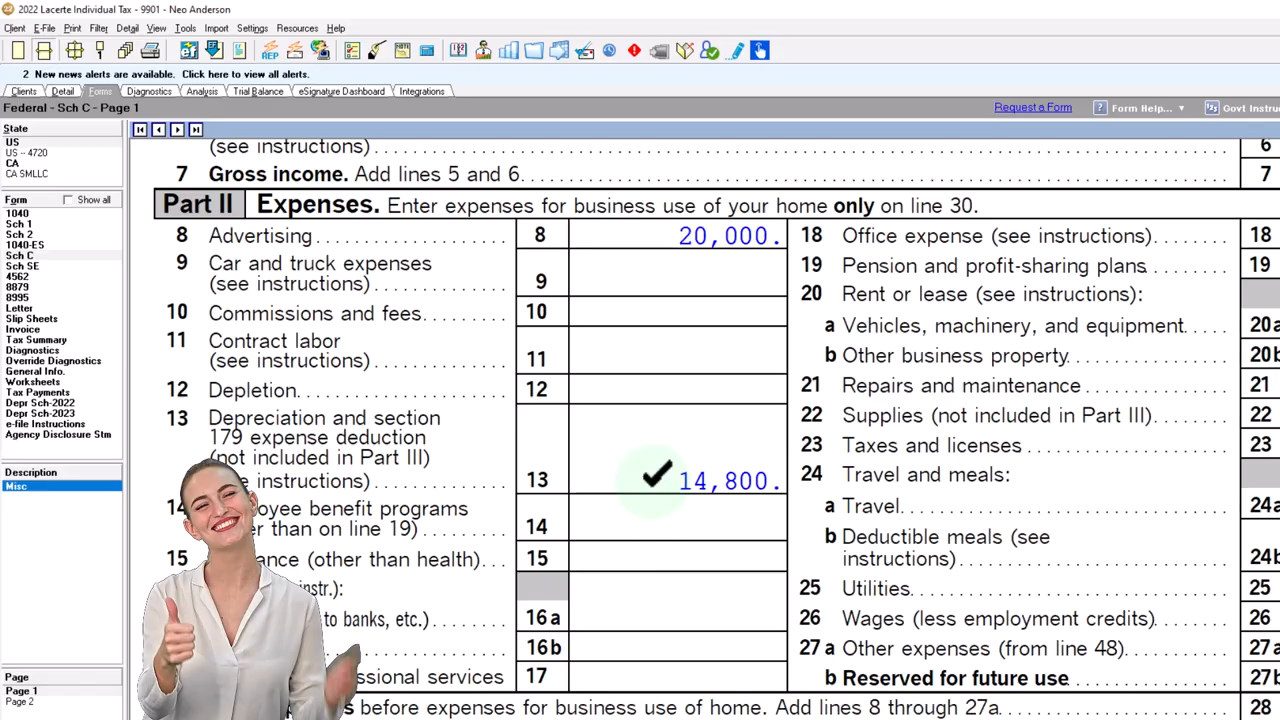 2022 Lacerte Individual Tax - 9901 - Neo Anderson
Client E-File Print Filter Detail View Tools Import Settings Resources Help
2 New news alerts are available. Click here to view all alerts.
Clients Detail Forms Diagnostics Analysis Trial Balance eSignature Dashboard Integrations
Federal - Sch C - Page 1 Request a Form ? Form Help... Govt Instruc
State
US
US -- 4720
CA
CA SMLLC
Form Show all
1040
Sch 1
Sch 2
1040-ES
Sch C
Sch SE
4562
8879
8995
Letter
Slip Sheets
Invoice
Tax Summary
Diagnostics
Override Diagnostics
General Info.
Worksheets
Tax Payments
Depr Sch-2022
Depr Sch-2023
e-file Instructions
Agency Disclosure Stm
Description
Misc
Page
Page 1
Page 2
(see instructions) 6
7 Gross income. Add lines 5 and 6. 7
Part II Expenses. Enter expenses for business use of your home only on line 30.
8 Advertising 8 20,000.
9 Car and truck expenses
(see instructions) 9
10 Commissions and fees 10
11 Contract labor
(see instructions) 11
12 Depletion 12
13 Depreciation and section
179 expense deduction
(not included in Part III)
instructions) 13 14,800.
14 oyee benefit programs
er than on line 19) 14
15 ance (other than health) 15
instr.):
to banks, etc.) 16a
16b
ssional services 17
18 Office expense (see instructions) 18
19 Pension and profit-sharing plans 19
20 Rent or lease (see instructions):
a Vehicles, machinery, and equipment 20a
b Other business property 20b
21 Repairs and maintenance 21
22 Supplies (not included in Part III) 22
23 Taxes and licenses 23
24 Travel and meals:
a Travel 24a
b Deductible meals (see
instructions) 24b
25 Utilities 25
26 Wages (less employment credits) 26
27 a Other expenses (from line 48) 27a
b Reserved for future use 27b
before expenses for business use of home. Add lines 8 through 27a 28